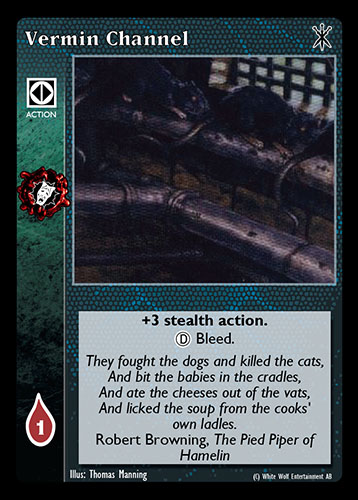 Vermin Channel
ACTION
+3 stealth action.
Ⓓ Bleed.
They fought the dogs and killed the cats,
And bit the babies in the cradles,
And ate the cheeses out of the vats,
And licked the soup from the cooks'
own ladles.
Robert Browning, The Pied Piper of
Hamelin
1
Illus: Thomas Manning
(C) White Wolf Entertainment AB